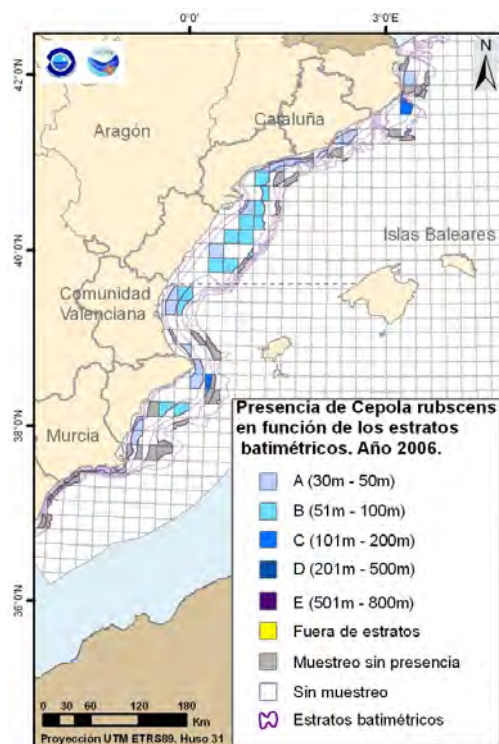 0°0'
3°0'E
N
42°0'N
Cataluña
Aragón
Islas Baleares
40°0'N
Comunidad
Valenciana
38°0'N
Murcia
36°0'N
Presencia de Cepola rubscens
en función de los estratos
batimétricos. Año 2006.
A (30m - 50m)
B (51m - 100m)
C (101m - 200m)
D (201m - 500m)
E (501m - 800m)
Fuera de estratos
Muestreo sin presencia
Sin muestreo
Estratos batimétricos
0 30 60 120 180
Km
Proyección UTM ETRS89. Huso 31